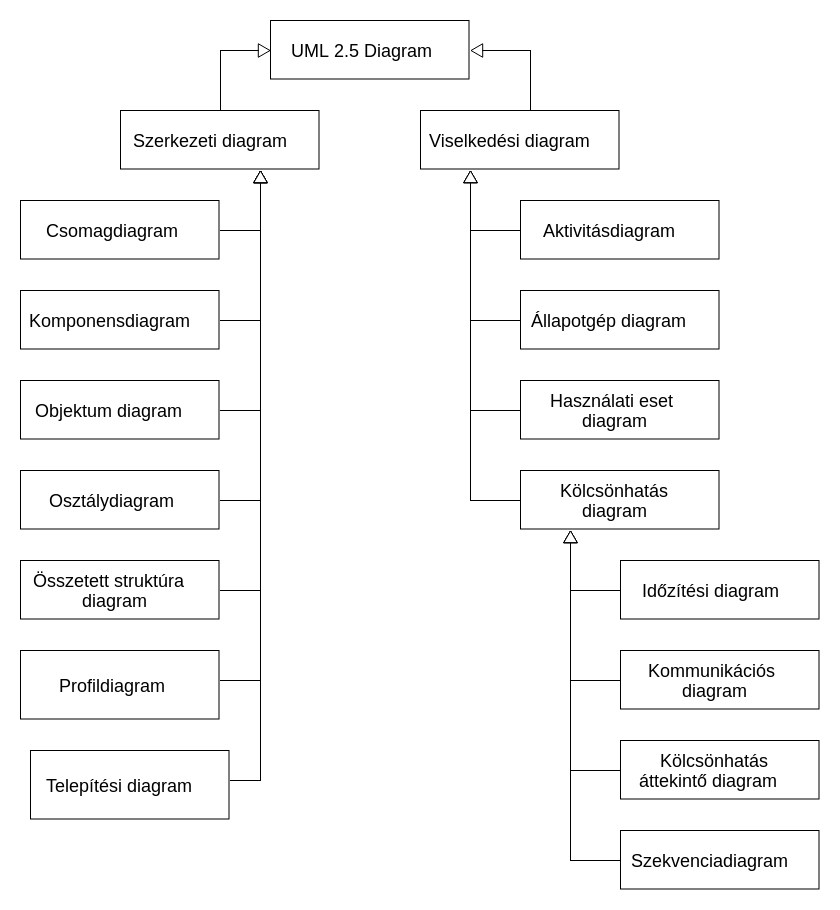 UML 2.5 Diagram
Szerkezeti diagram
Viselkedési diagram
Csomagdiagram
Komponensdiagram
Objektum diagram
Osztálydiagram
Összetett struktúra
diagram
Profildiagram
Telepítési diagram
Aktivitásdiagram
Állapotgép diagram
Használati eset
diagram
Kölcsönhatás
diagram
Időzítési diagram
Kommunikációs
diagram
Kölcsönhatás
áttekintő diagram
Szekvenciadiagram